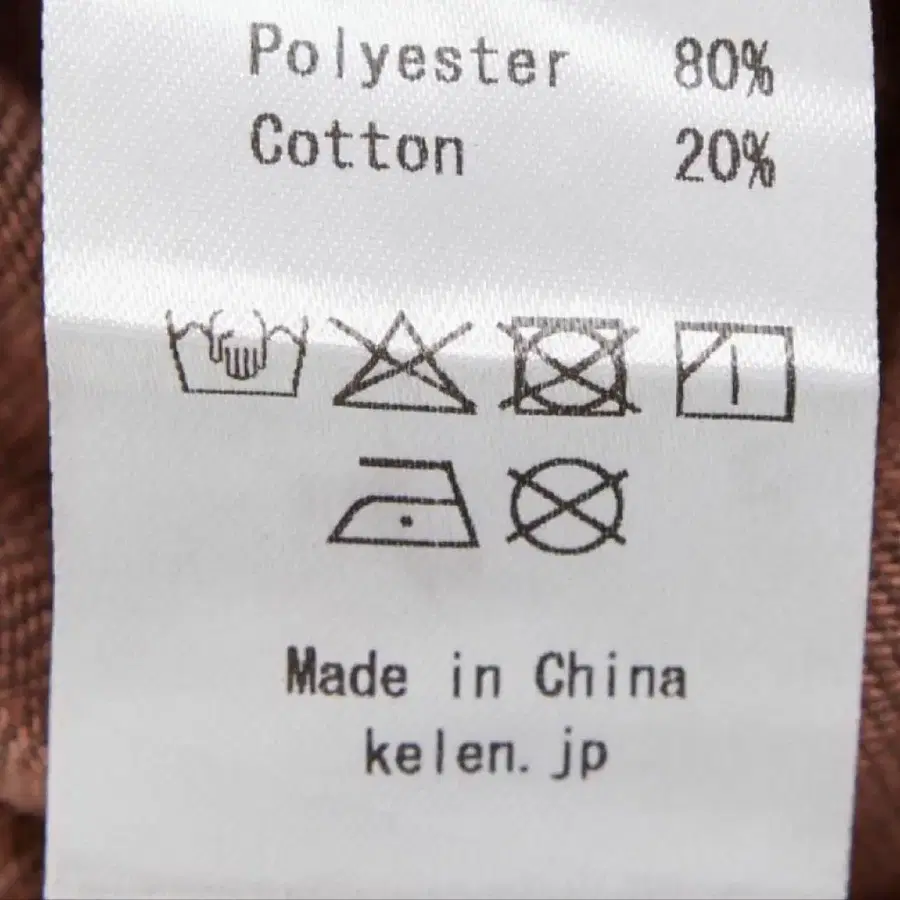 Polyester 80%
Cotton 20%
Made in China
kelen.jp